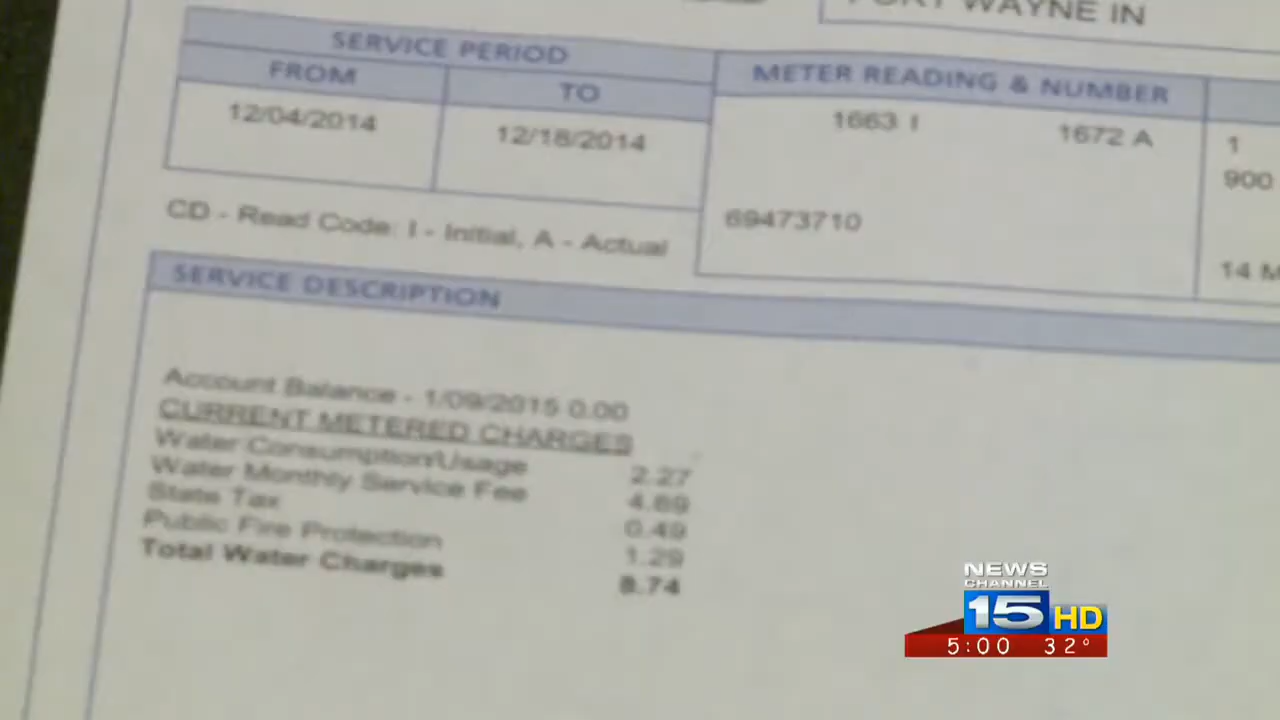 FORT WAYNE IN
SERVICE PERIOD
FROM TO
12/04/2014 12/18/2014
METER READING & NUMBER
1663 I 1672 A
69473710
1
900
14 M
CD - Read Code: I - Initial, A - Actual
SERVICE DESCRIPTION
Account Balance - 1/09/2015 0.00
CURRENT METERED CHARGES
Water Consumption/Usage 2.27
Water Monthly Service Fee 4.69
State Tax 0.49
Public Fire Protection 1.29
Total Water Charges 8.74
NEWS
CHANNEL
15 HD
5:00 32°